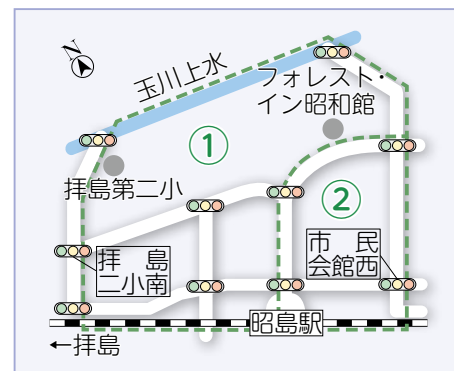 N
玉川上水
フォレスト・
イン昭和館
①
拝島第二小
②
拝島
二小南
市民
会館西
昭島駅
←拝島